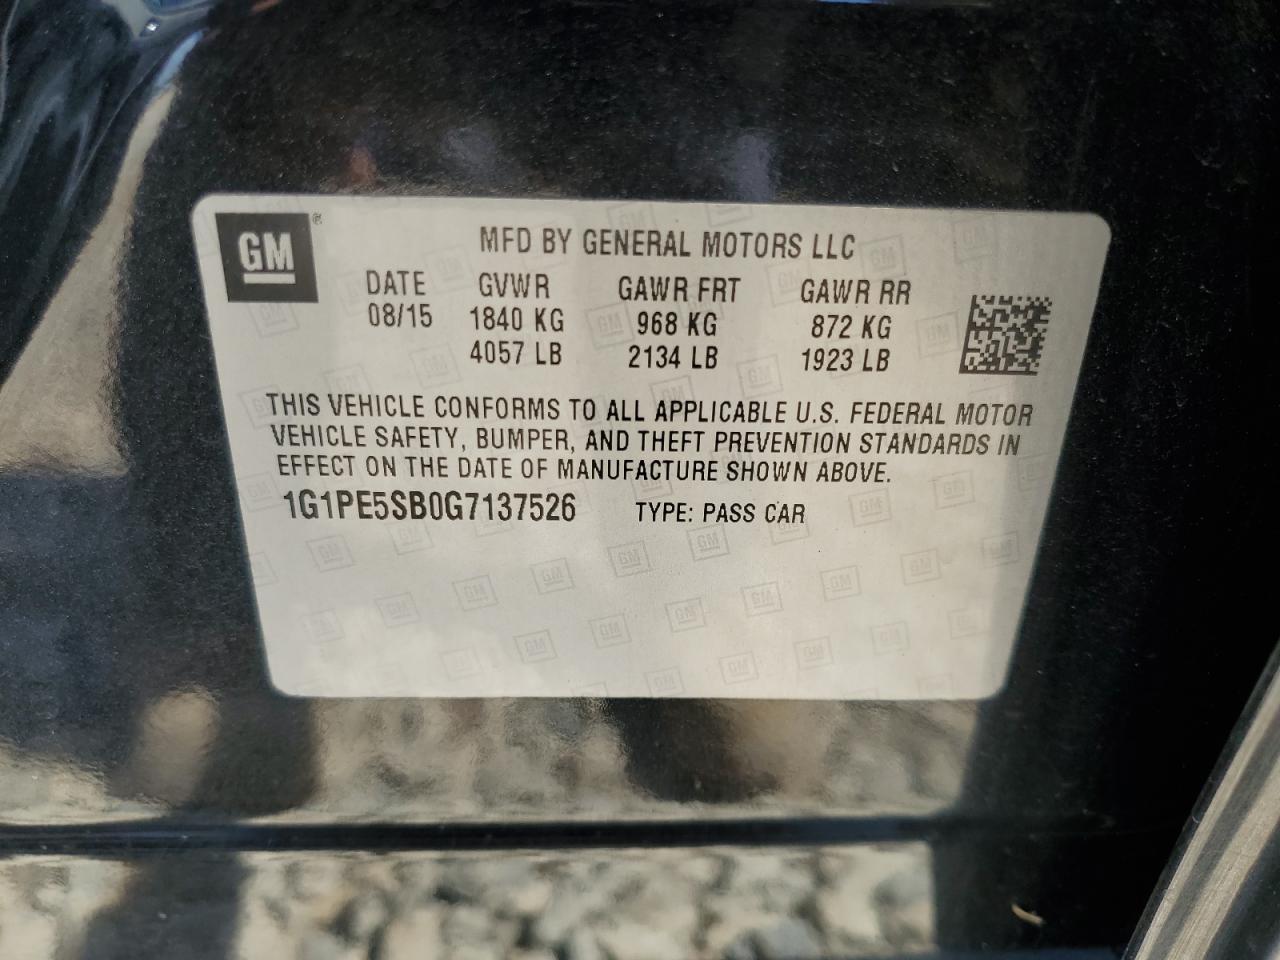 GM ®
MFD BY GENERAL MOTORS LLC
DATE GVWR GAWR FRT GAWR RR
08/15 1840 KG 968 KG 872 KG
4057 LB 2134 LB 1923 LB
THIS VEHICLE CONFORMS TO ALL APPLICABLE U.S. FEDERAL MOTOR
VEHICLE SAFETY, BUMPER, AND THEFT PREVENTION STANDARDS IN
EFFECT ON THE DATE OF MANUFACTURE SHOWN ABOVE.
1G1PE5SB0G7137526 TYPE: PASS CAR